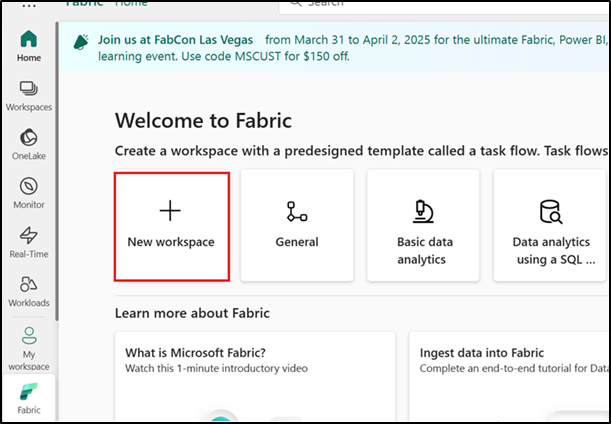 Fabric Home
Search
Join us at FabCon Las Vegas from March 31 to April 2, 2025 for the ultimate Fabric, Power BI,
learning event. Use code MSCUST for $150 off.
Home
Workspaces
OneLake
Monitor
Real-Time
Workloads
My
workspace
Fabric
Welcome to Fabric
Create a workspace with a predesigned template called a task flow. Task flows
New workspace
General
Basic data
analytics
Data analytics
using a SQL ...
Learn more about Fabric
What is Microsoft Fabric?
Watch this 1-minute introductory video
Ingest data into Fabric
Complete an end-to-end tutorial for Data